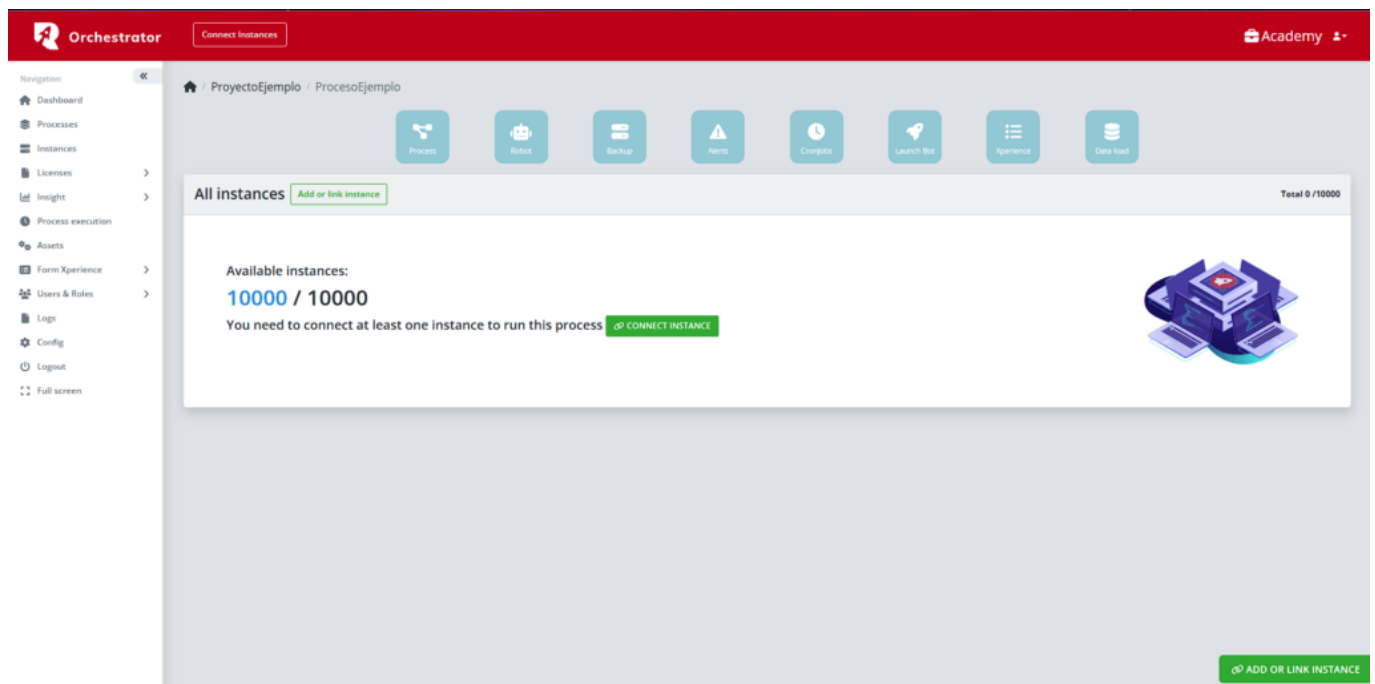 Orchestrator
Connect Instances
Academy
Navigation
Dashboard
Processes
Instances
Licenses
Insight
Process execution
Assets
Form Xperience
Users & Roles
Logs
Config
Logout
Full screen
/ ProyectoEjemplo / ProcesoEjemplo
Process
Robot
Backup
Alerts
Cronjobs
Launch Bot
Xperience
Data load
All instances
Add or link instance
Total 0 /10000
Available instances:
10000 / 10000
You need to connect at least one instance to run this process
CONNECT INSTANCE
ADD OR LINK INSTANCE